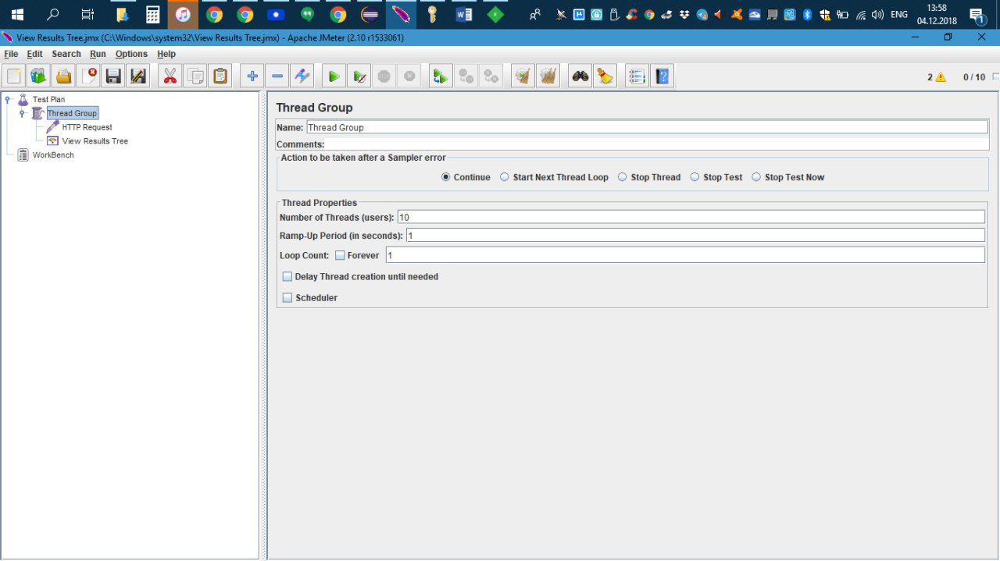 13:58
ENG
04.12.2018
1
View Results Tree.jmx (C:\Windows\system32\View Results Tree.jmx) - Apache JMeter (2.10 r1533061)
File Edit Search Run Options Help
2 0 / 10
Test Plan
Thread Group
HTTP Request
View Results Tree
WorkBench
Thread Group
Name: Thread Group
Comments:
Action to be taken after a Sampler error
Continue Start Next Thread Loop Stop Thread Stop Test Stop Test Now
Thread Properties
Number of Threads (users): 10
Ramp-Up Period (in seconds): 1
Loop Count: Forever 1
Delay Thread creation until needed
Scheduler